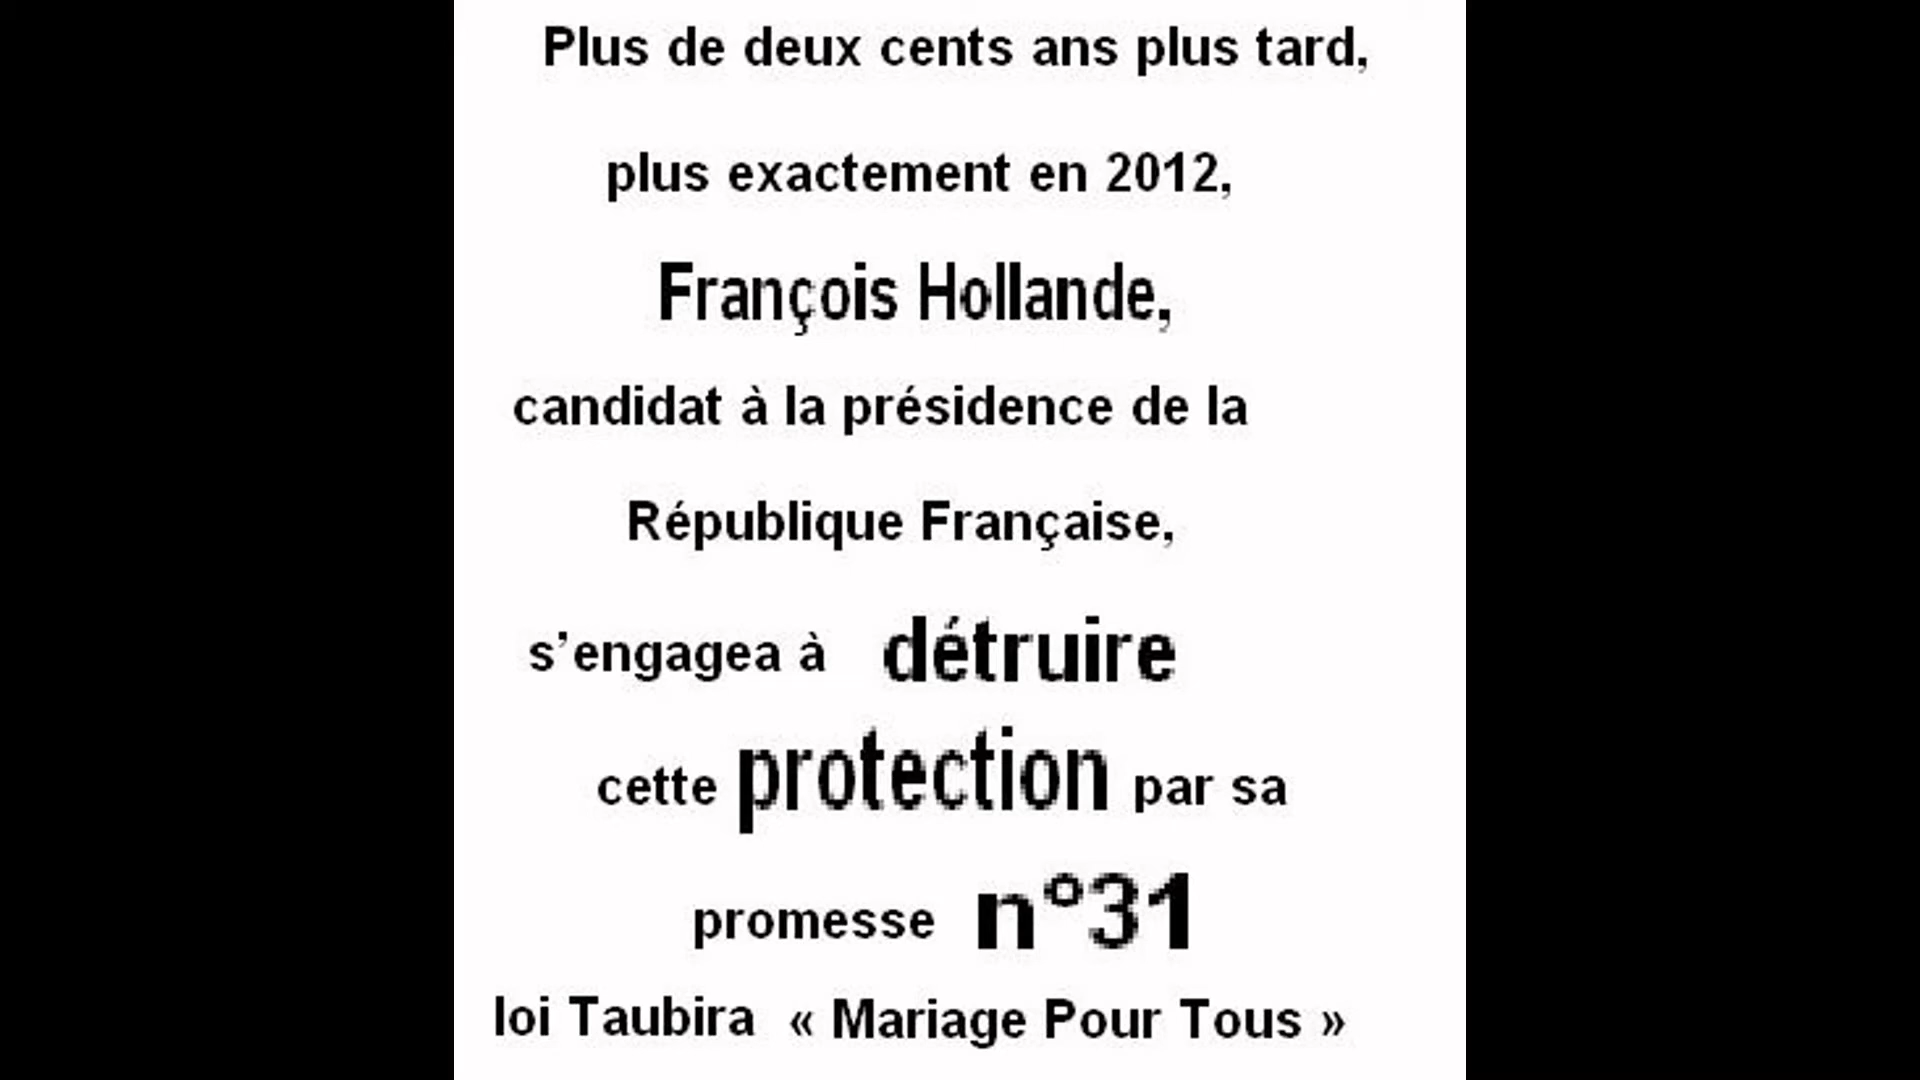 Plus de deux cents ans plus tard,
plus exactement en 2012,
François Hollande,
candidat à la présidence de la
République Française,
s’engagea à détruire
cette protection par sa
promesse n°31
loi Taubira « Mariage Pour Tous »